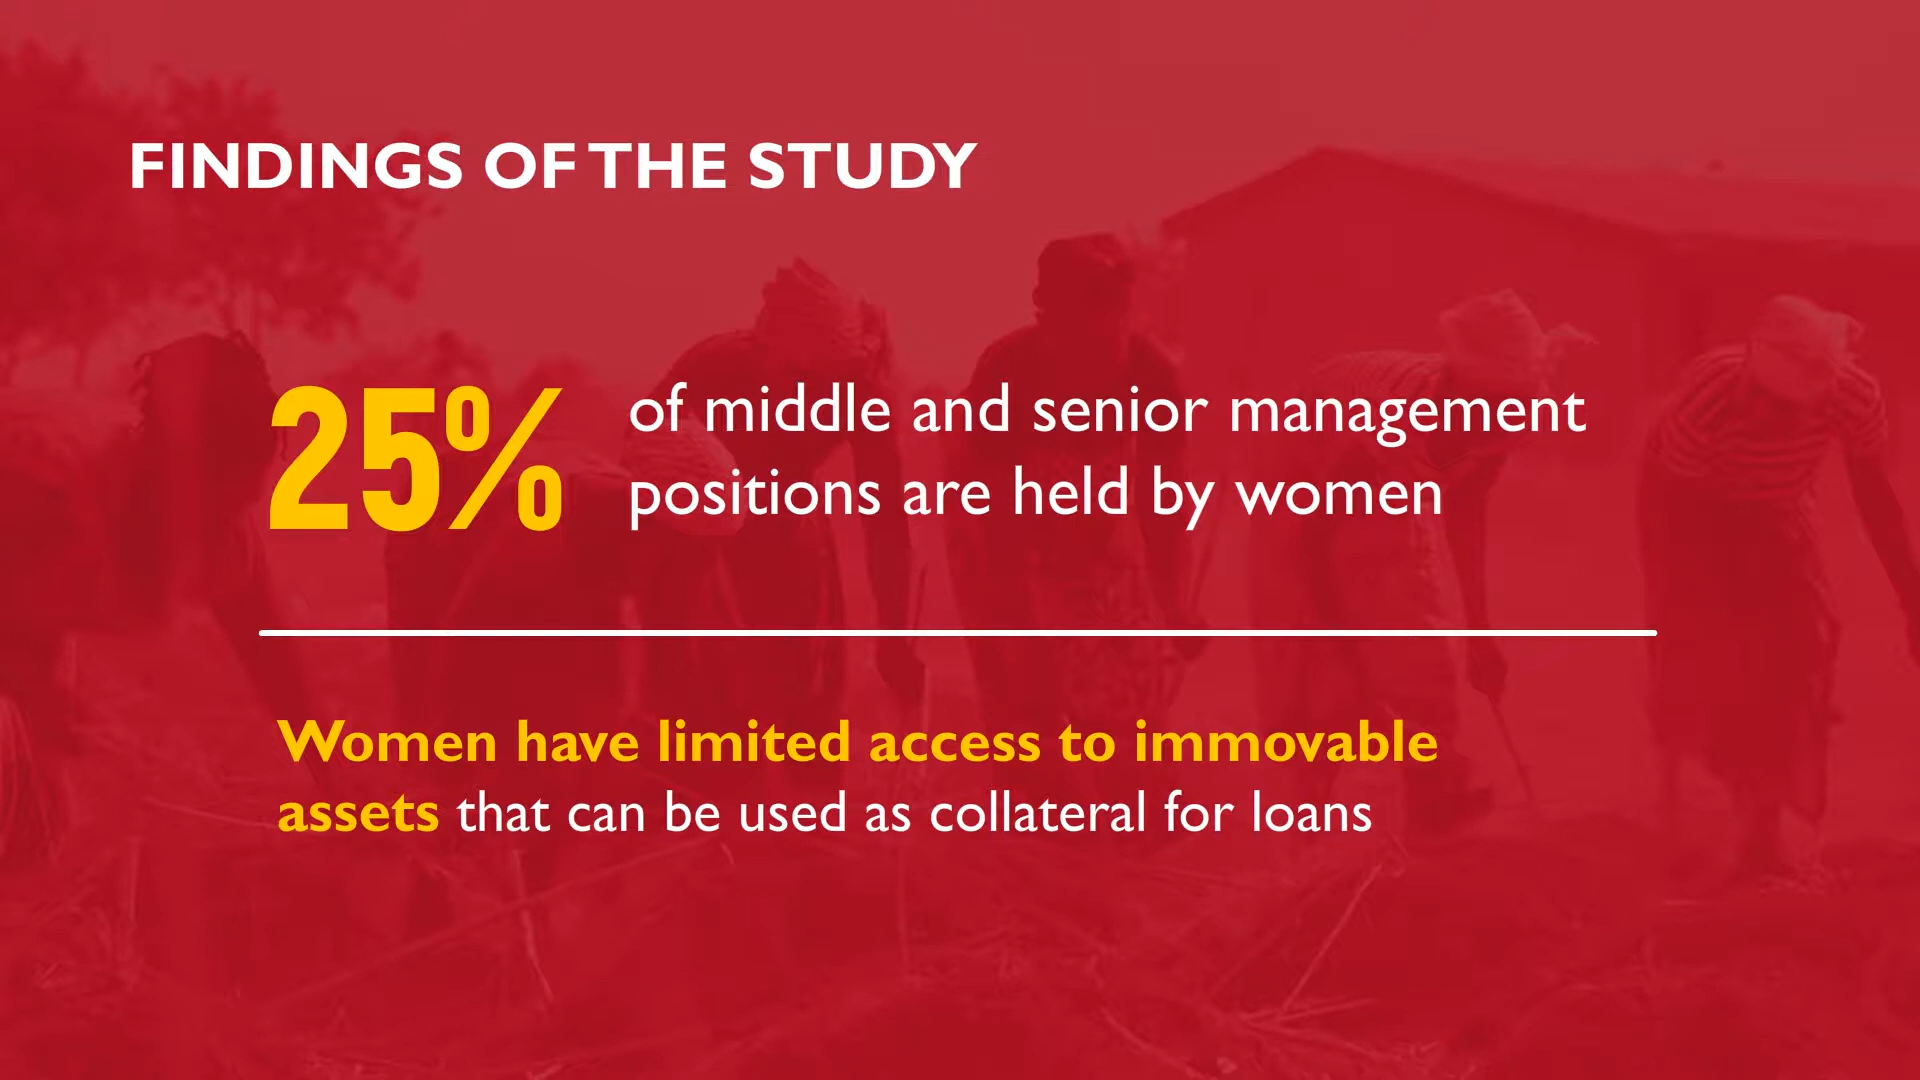 FINDINGS OF THE STUDY
25%
of middle and senior management
positions are held by women
Women have limited access to immovable
assets that can be used as collateral for loans